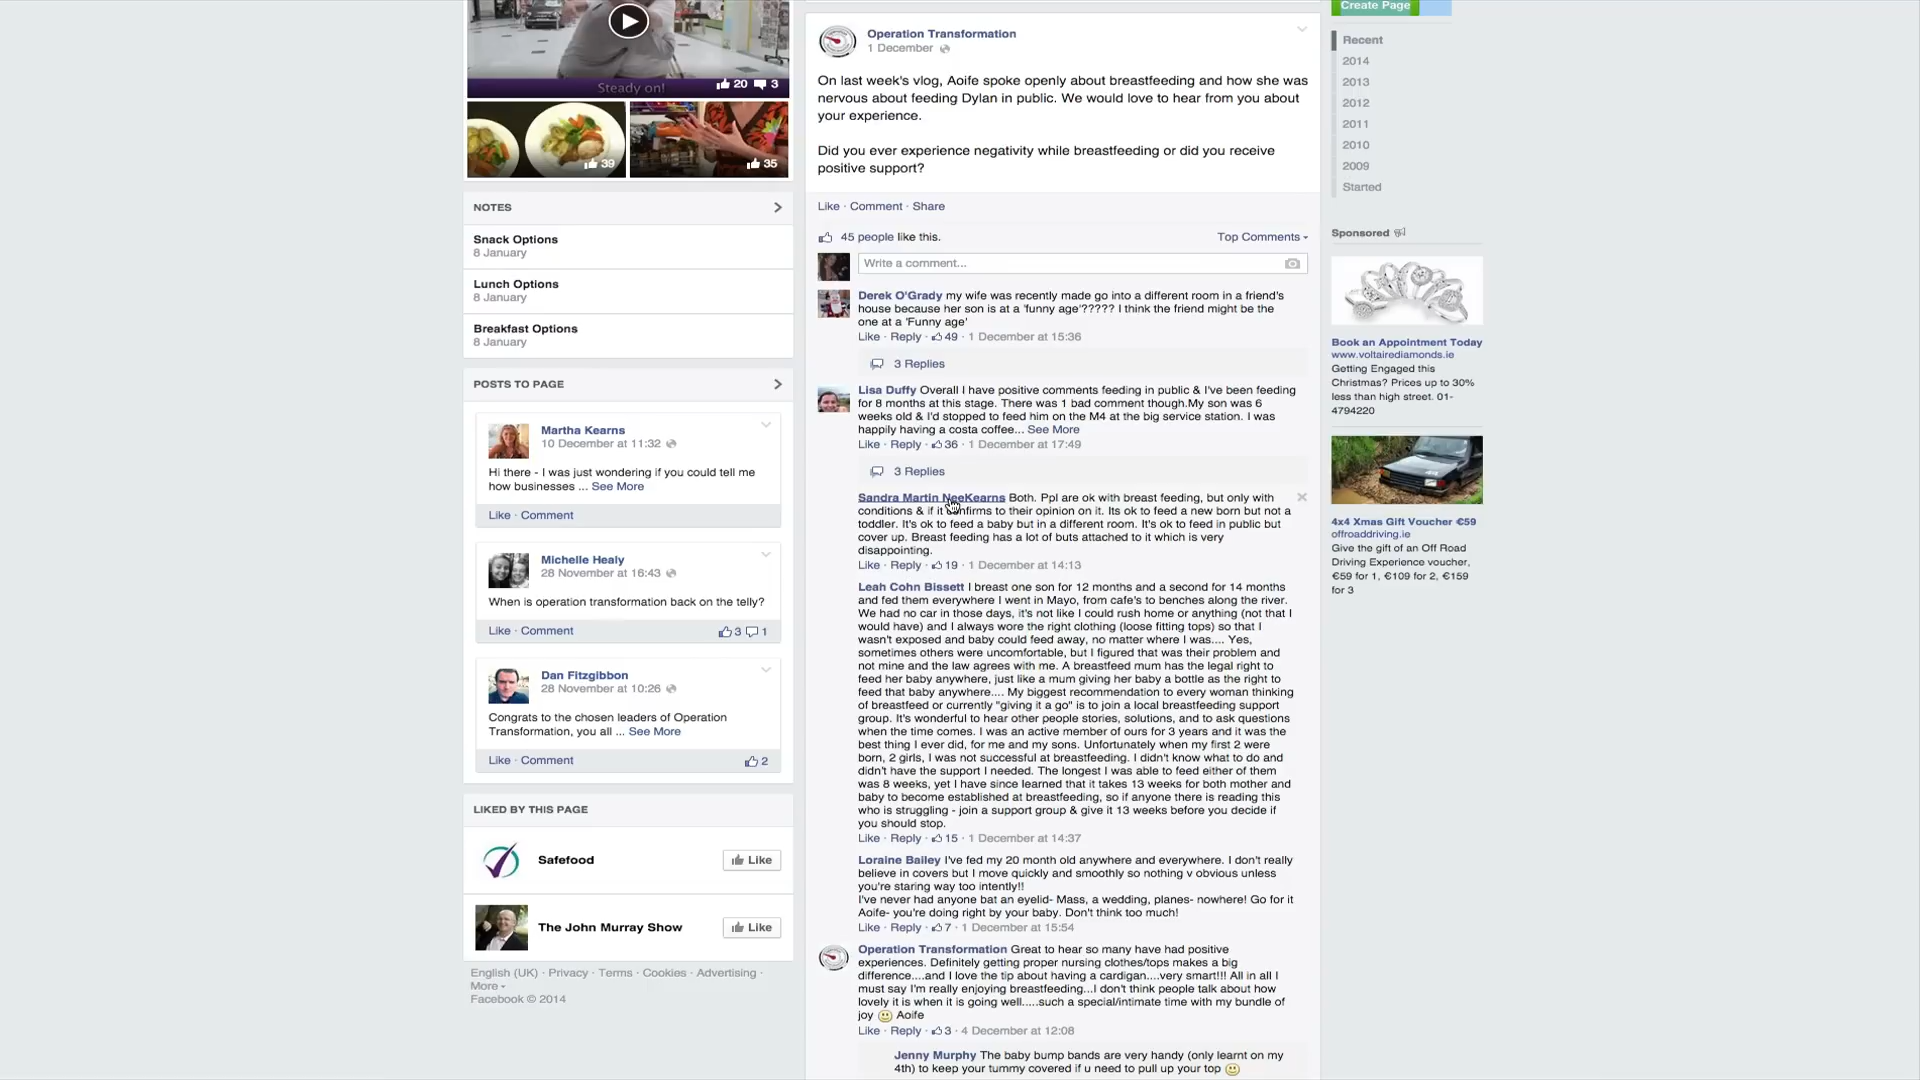 Steady on!
20 3
39
35
NOTES
Snack Options
8 January
Lunch Options
8 January
Breakfast Options
8 January
POSTS TO PAGE
Martha Kearns
10 December at 11:32
Hi there - I was just wondering if you could tell me
how businesses ... See More
Like · Comment
Michelle Healy
28 November at 16:43
When is operation transformation back on the telly?
Like · Comment 3 1
Dan Fitzgibbon
28 November at 10:26
Congrats to the chosen leaders of Operation
Transformation, you all ... See More
Like · Comment 2
LIKED BY THIS PAGE
Safefood Like
The John Murray Show Like
English (UK) · Privacy · Terms · Cookies · Advertising ·
More
Facebook © 2014
Operation Transformation
1 December
On last week's vlog, Aoife spoke openly about breastfeeding and how she was
nervous about feeding Dylan in public. We would love to hear from you about
your experience.
Did you ever experience negativity while breastfeeding or did you receive
positive support?
Like · Comment · Share
45 people like this. Top Comments
Write a comment...
Derek O'Grady my wife was recently made go into a different room in a friend's
house because her son is at a 'funny age'????? I think the friend might be the
one at a 'Funny age'
Like · Reply · 49 · 1 December at 15:36
3 Replies
Lisa Duffy Overall I have positive comments feeding in public & I've been feeding
for 8 months at this stage. There was 1 bad comment though.My son was 6
weeks old & I'd stopped to feed him on the M4 at the big service station. I was
happily having a costa coffee... See More
Like · Reply · 36 · 1 December at 17:49
3 Replies
Sandra Martin NeeKearns Both. Ppl are ok with breast feeding, but only with
conditions & if it confirms to their opinion on it. Its ok to feed a new born but not a
toddler. It's ok to feed a baby but in a different room. It's ok to feed in public but
cover up. Breast feeding has a lot of buts attached to it which is very
disappointing.
Like · Reply · 19 · 1 December at 14:13
Leah Cohn Bissett I breast one son for 12 months and a second for 14 months
and fed them everywhere I went in Mayo, from cafe's to benches along the river.
We had no car in those days, it's not like I could rush home or anything (not that I
would have) and I always wore the right clothing (loose fitting tops) so that I
wasn't exposed and baby could feed away, no matter where I was.... Yes,
sometimes others were uncomfortable, but I figured that was their problem and
not mine and the law agrees with me. A breastfeed mum has the legal right to
feed her baby anywhere, just like a mum giving her baby a bottle as the right to
feed that baby anywhere.... My biggest recommendation to every woman thinking
of breastfeed or currently "giving it a go" is to join a local breastfeeding support
group. It's wonderful to hear other people stories, solutions, and to ask questions
when the time comes. I was an active member of ours for 3 years and it was the
best thing I ever did, for me and my sons. Unfortunately when my first 2 were
born, 2 girls, I was not successful at breastfeeding. I didn't know what to do and
didn't have the support I needed. The longest I was able to feed either of them
was 8 weeks, yet I have since learned that it takes 13 weeks for both mother and
baby to become established at breastfeeding, so if anyone there is reading this
who is struggling - join a support group & give it 13 weeks before you decide if
you should stop.
Like · Reply · 15 · 1 December at 14:37
Loraine Bailey I've fed my 20 month old anywhere and everywhere. I don't really
believe in covers but I move quickly and smoothly so nothing v obvious unless
you're staring way too intently!!
I've never had anyone bat an eyelid- Mass, a wedding, planes- nowhere! Go for it
Aoife- you're doing right by your baby. Don't think too much!
Like · Reply · 7 · 1 December at 15:54
Operation Transformation Great to hear so many have had positive
experiences. Definitely getting proper nursing clothes/tops makes a big
difference....and I love the tip about having a cardigan....very smart!!! All in all I
must say I'm really enjoying breastfeeding...I don't think people talk about how
lovely it is when it is going well.....such a special/intimate time with my bundle of
joy Aoife
Like · Reply · 3 · 4 December at 12:08
Jenny Murphy The baby bump bands are very handy (only learnt on my
4th) to keep your tummy covered if u need to pull up your top
Create Page
Recent
2014
2013
2012
2011
2010
2009
Started
Sponsored
Book an Appointment Today
www.voltairediamonds.ie
Getting Engaged this
Christmas? Prices up to 30%
less than high street. 01-
4794220
4x4 Xmas Gift Voucher €59
offroaddriving.ie
Give the gift of an Off Road
Driving Experience voucher,
€59 for 1, €109 for 2, €159
for 3